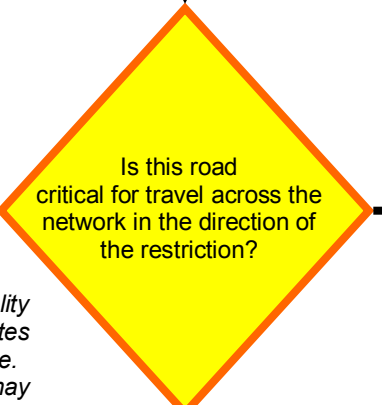 Is this road
critical for travel across the
network in the direction of
the restriction?